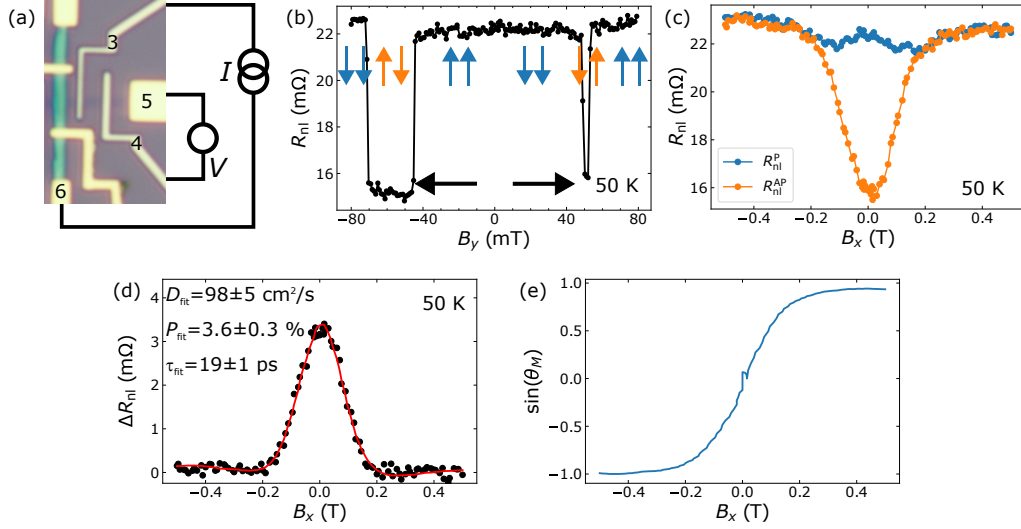 (a)
3
5
4
6
I
V
(b)
R_nl (mΩ)
22
20
18
16
50 K
−80
−40
0
40
80
B_y (mT)
(c)
R_nl (mΩ)
22
20
18
16
R_nl^P
R_nl^AP
50 K
−0.4
−0.2
0.0
0.2
0.4
B_x (T)
(d)
D_fit=98±5 cm²/s
50 K
P_fit=3.6±0.3 %
τ_fit=19±1 ps
ΔR_nl (mΩ)
4
3
2
1
0
−0.4
−0.2
0.0
0.2
0.4
B_x (T)
(e)
sin(θ_M)
1.0
0.5
0.0
−0.5
−1.0
−0.4
−0.2
0.0
0.2
0.4
B_x (T)